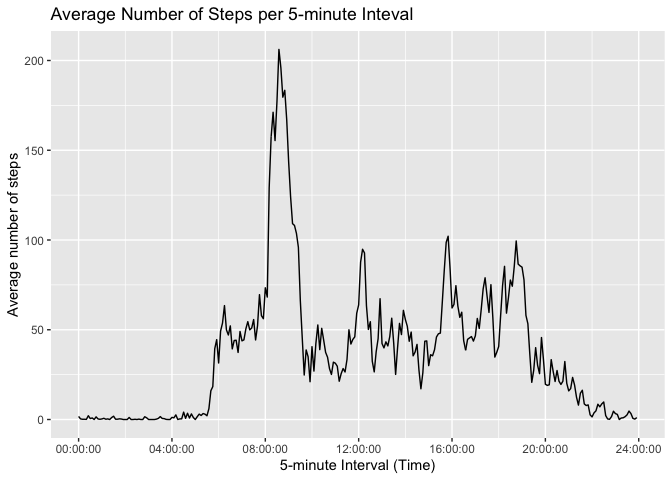 Average Number of Steps per 5-minute Inteval
200
150
100
50
0
Average number of steps
00:00:00 04:00:00 08:00:00 12:00:00 16:00:00 20:00:00 24:00:00
5-minute Interval (Time)